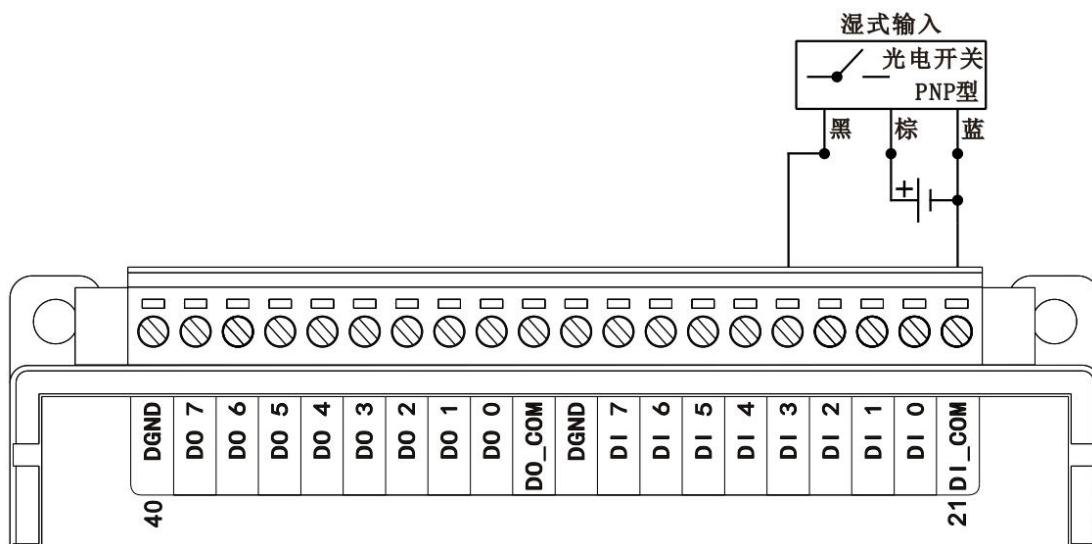 湿式输入
光电开关
PNP型
黑
棕
蓝
+
DGND
DO 7
DO 6
DO 5
DO 4
DO 3
DO 2
DO 1
DO 0
DO_COM
DGND
DI 7
DI 6
DI 5
DI 4
DI 3
DI 2
DI 1
DI 0
DI_COM
40
21